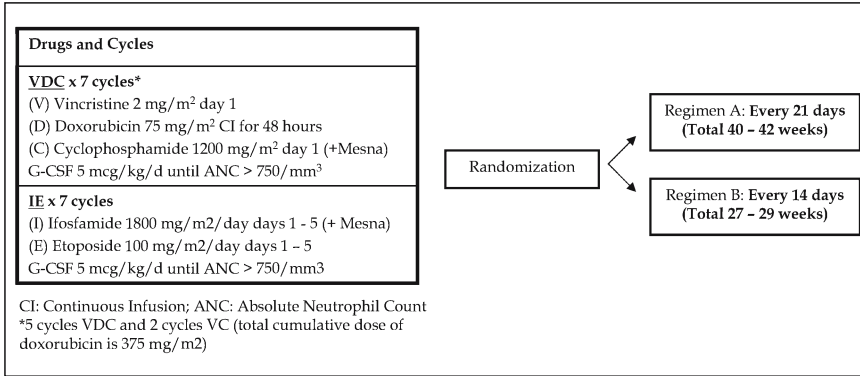 Drugs and Cycles
VDC x 7 cycles*
(V) Vincristine 2 mg/m² day 1
(D) Doxorubicin 75 mg/m² CI for 48 hours
(C) Cyclophosphamide 1200 mg/m² day 1 (+Mesna)
G-CSF 5 mcg/kg/d until ANC > 750/mm³
IE x 7 cycles
(I) Ifosfamide 1800 mg/m2/day days 1 - 5 (+ Mesna)
(E) Etoposide 100 mg/m2/day days 1 – 5
G-CSF 5 mcg/kg/d until ANC > 750/mm3
CI: Continuous Infusion; ANC: Absolute Neutrophil Count
*5 cycles VDC and 2 cycles VC (total cumulative dose of
doxorubicin is 375 mg/m2)
Randomization
Regimen A: Every 21 days
(Total 40 – 42 weeks)
Regimen B: Every 14 days
(Total 27 – 29 weeks)